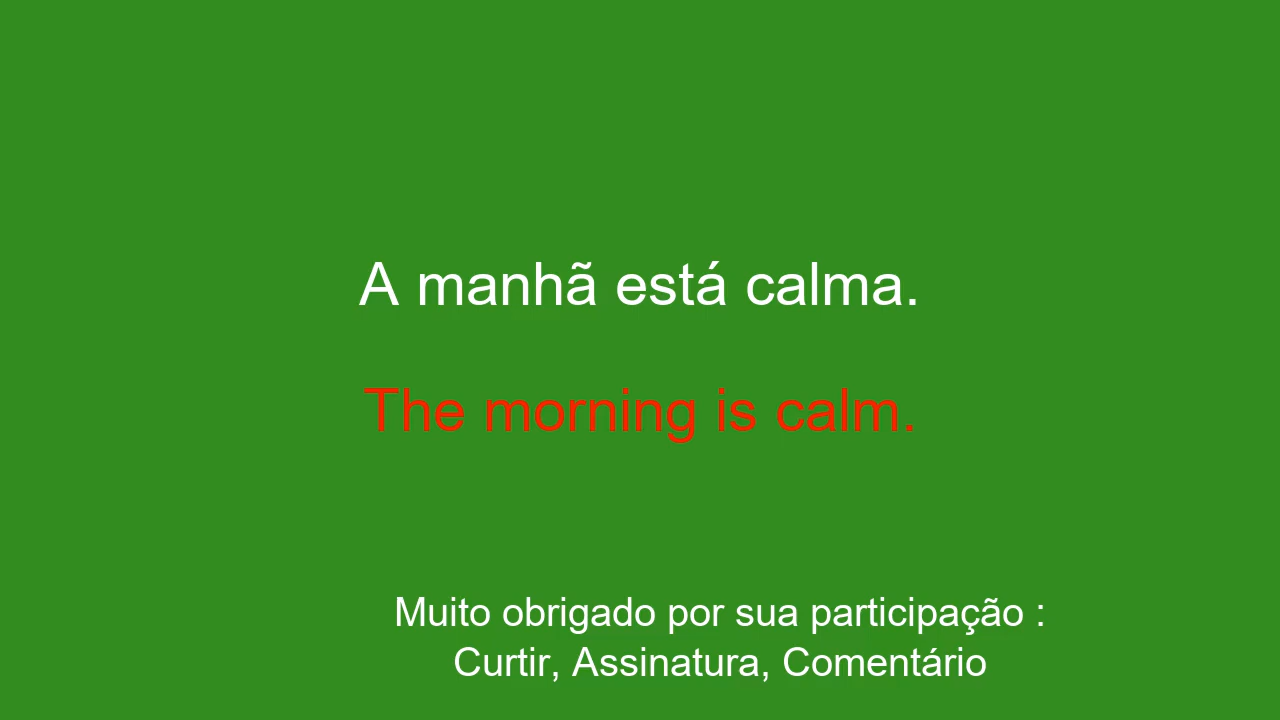 A manhã está calma.
The morning is calm.
Muito obrigado por sua participação :
Curtir, Assinatura, Comentário